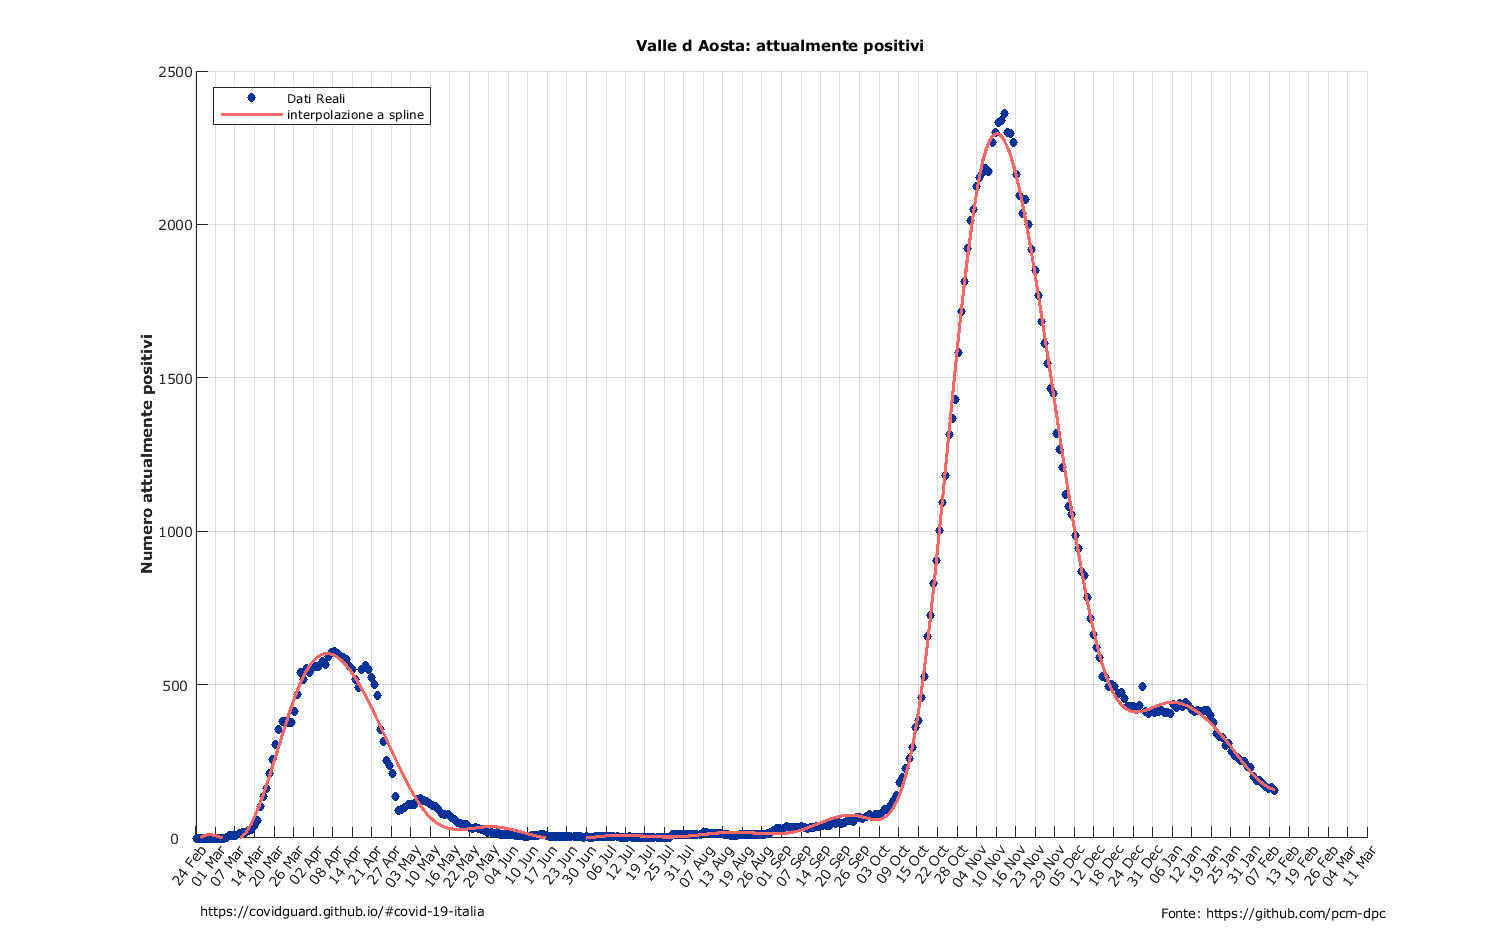 Valle d Aosta: attualmente positivi
2500
Dati Reali
interpolazione a spline
2000
1500
1000
500
0
Numero attualmente positivi
24 Feb
01 Mar
07 Mar
14 Mar
20 Mar
26 Mar
02 Apr
08 Apr
14 Apr
21 Apr
27 Apr
03 May
10 May
16 May
22 May
29 May
04 Jun
10 Jun
17 Jun
23 Jun
30 Jun
06 Jul
12 Jul
19 Jul
25 Jul
31 Jul
07 Aug
13 Aug
19 Aug
26 Aug
01 Sep
07 Sep
14 Sep
20 Sep
26 Sep
03 Oct
09 Oct
15 Oct
22 Oct
28 Oct
04 Nov
10 Nov
16 Nov
23 Nov
29 Nov
05 Dec
12 Dec
18 Dec
24 Dec
31 Dec
06 Jan
12 Jan
19 Jan
25 Jan
31 Jan
07 Feb
13 Feb
19 Feb
26 Feb
04 Mar
11 Mar
https://covidguard.github.io/#covid-19-italia
Fonte: https://github.com/pcm-dpc